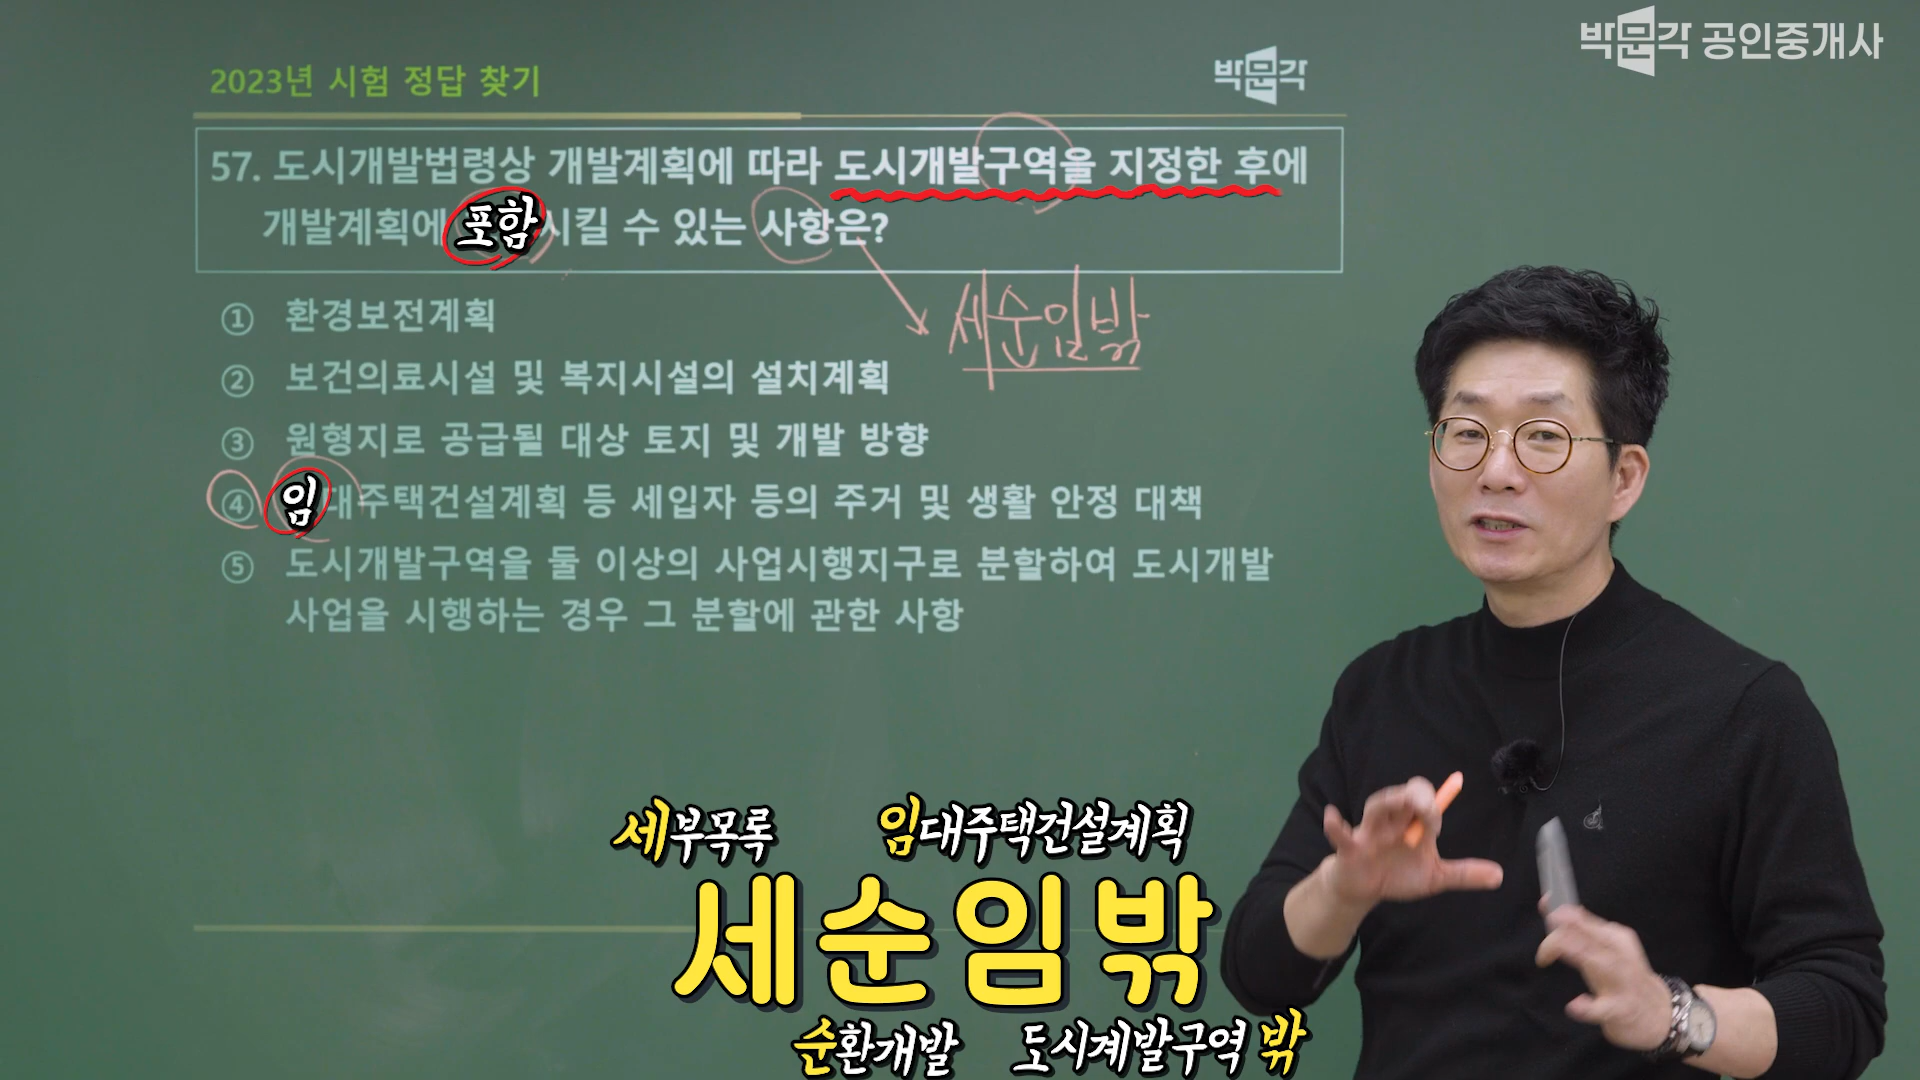 박문각 공인중개사
2023년 시험 정답 찾기
박문각
57. 도시개발법령상 개발계획에 따라 도시개발구역을 지정한 후에
개발계획에 포함시킬 수 있는 사항은?
세순임밖
① 환경보전계획
② 보건의료시설 및 복지시설의 설치계획
③ 원형지로 공급될 대상 토지 및 개발 방향
④ 임대주택건설계획 등 세입자 등의 주거 및 생활 안정 대책
⑤ 도시개발구역을 둘 이상의 사업시행지구로 분할하여 도시개발
사업을 시행하는 경우 그 분할에 관한 사항
세부목록 임대주택건설계획
세순임밖
순환개발 도시계발구역 밖